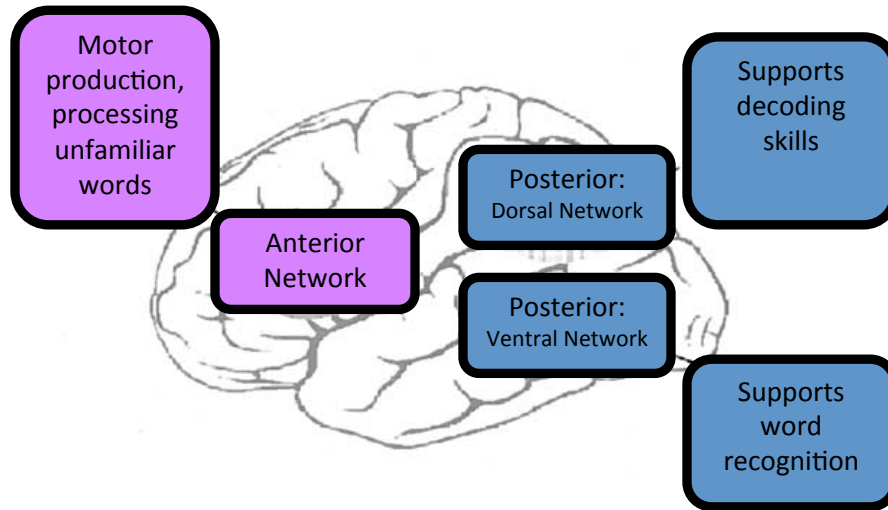 Motor
production,
processing
unfamiliar
words
Anterior
Network
Posterior:
Dorsal Network
Posterior:
Ventral Network
Supports
decoding
skills
Supports
word
recognition